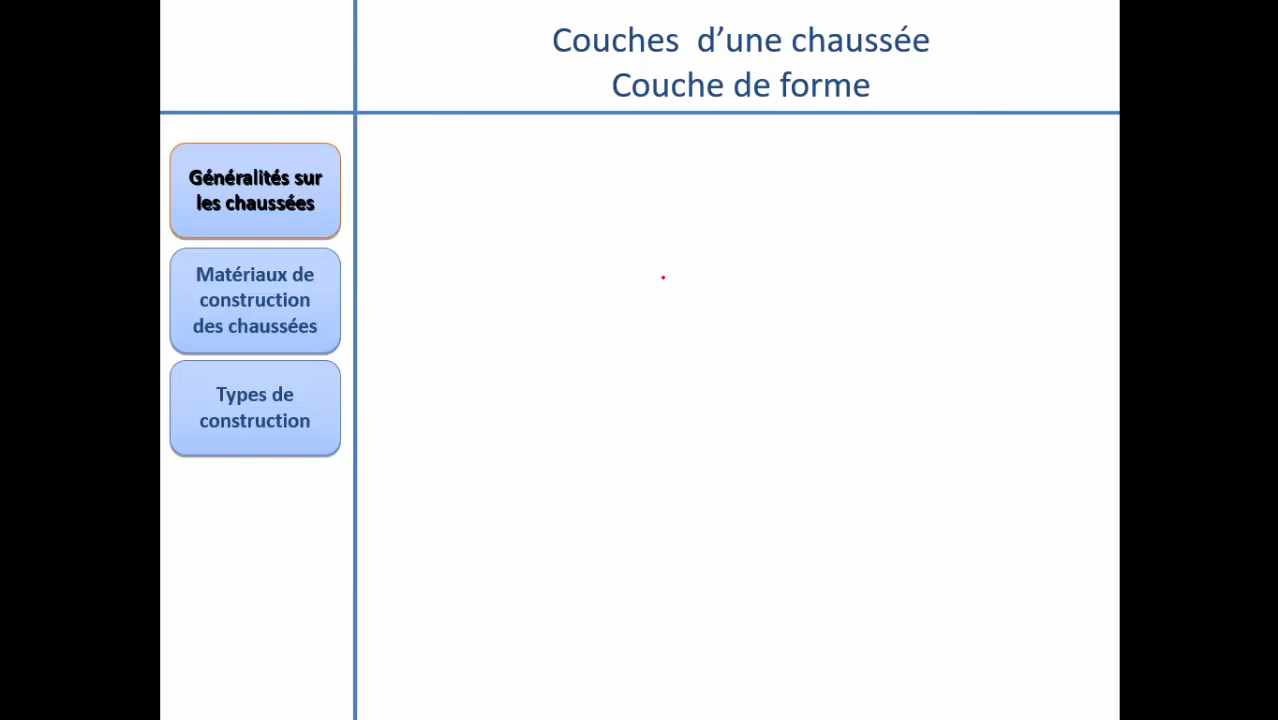 Couches d’une chaussée
Couche de forme
Généralités sur
les chaussées
Matériaux de
construction
des chaussées
Types de
construction